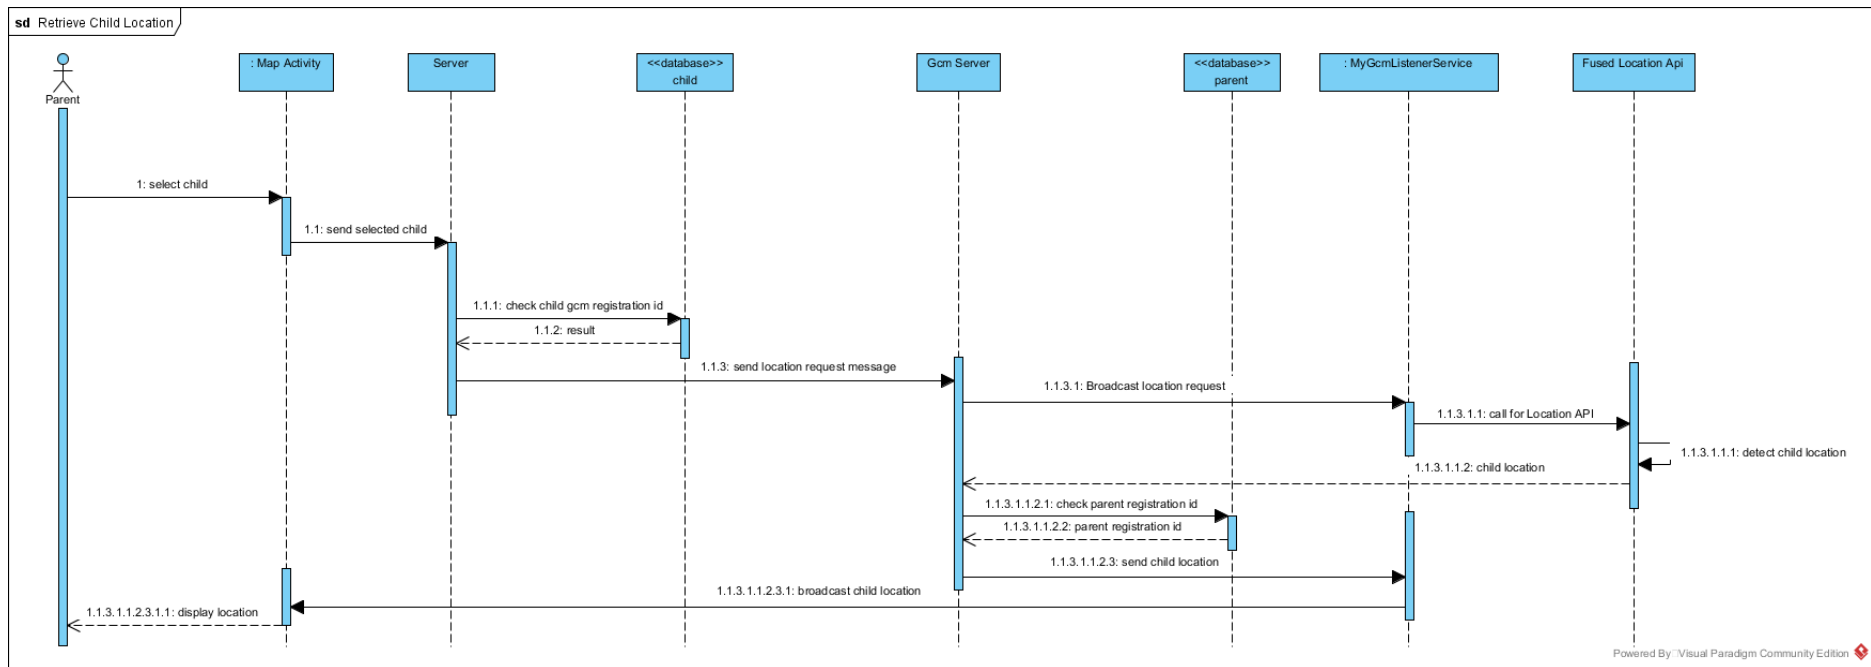 sd Retrieve Child Location
Parent
: Map Activity
Server
<<database>>
child
Gcm Server
<<database>>
parent
: MyGcmListenerService
Fused Location Api
1: select child
1.1: send selected child
1.1.1: check child gcm registration id
1.1.2: result
1.1.3: send location request message
1.1.3.1: Broadcast location request
1.1.3.1.1: call for Location API
1.1.3.1.1.1: detect child location
1.1.3.1.1.2: child location
1.1.3.1.1.2.1: check parent registration id
1.1.3.1.1.2.2: parent registration id
1.1.3.1.1.2.3: send child location
1.1.3.1.1.2.3.1: broadcast child location
1.1.3.1.1.2.3.1.1: display location
Powered By Visual Paradigm Community Edition